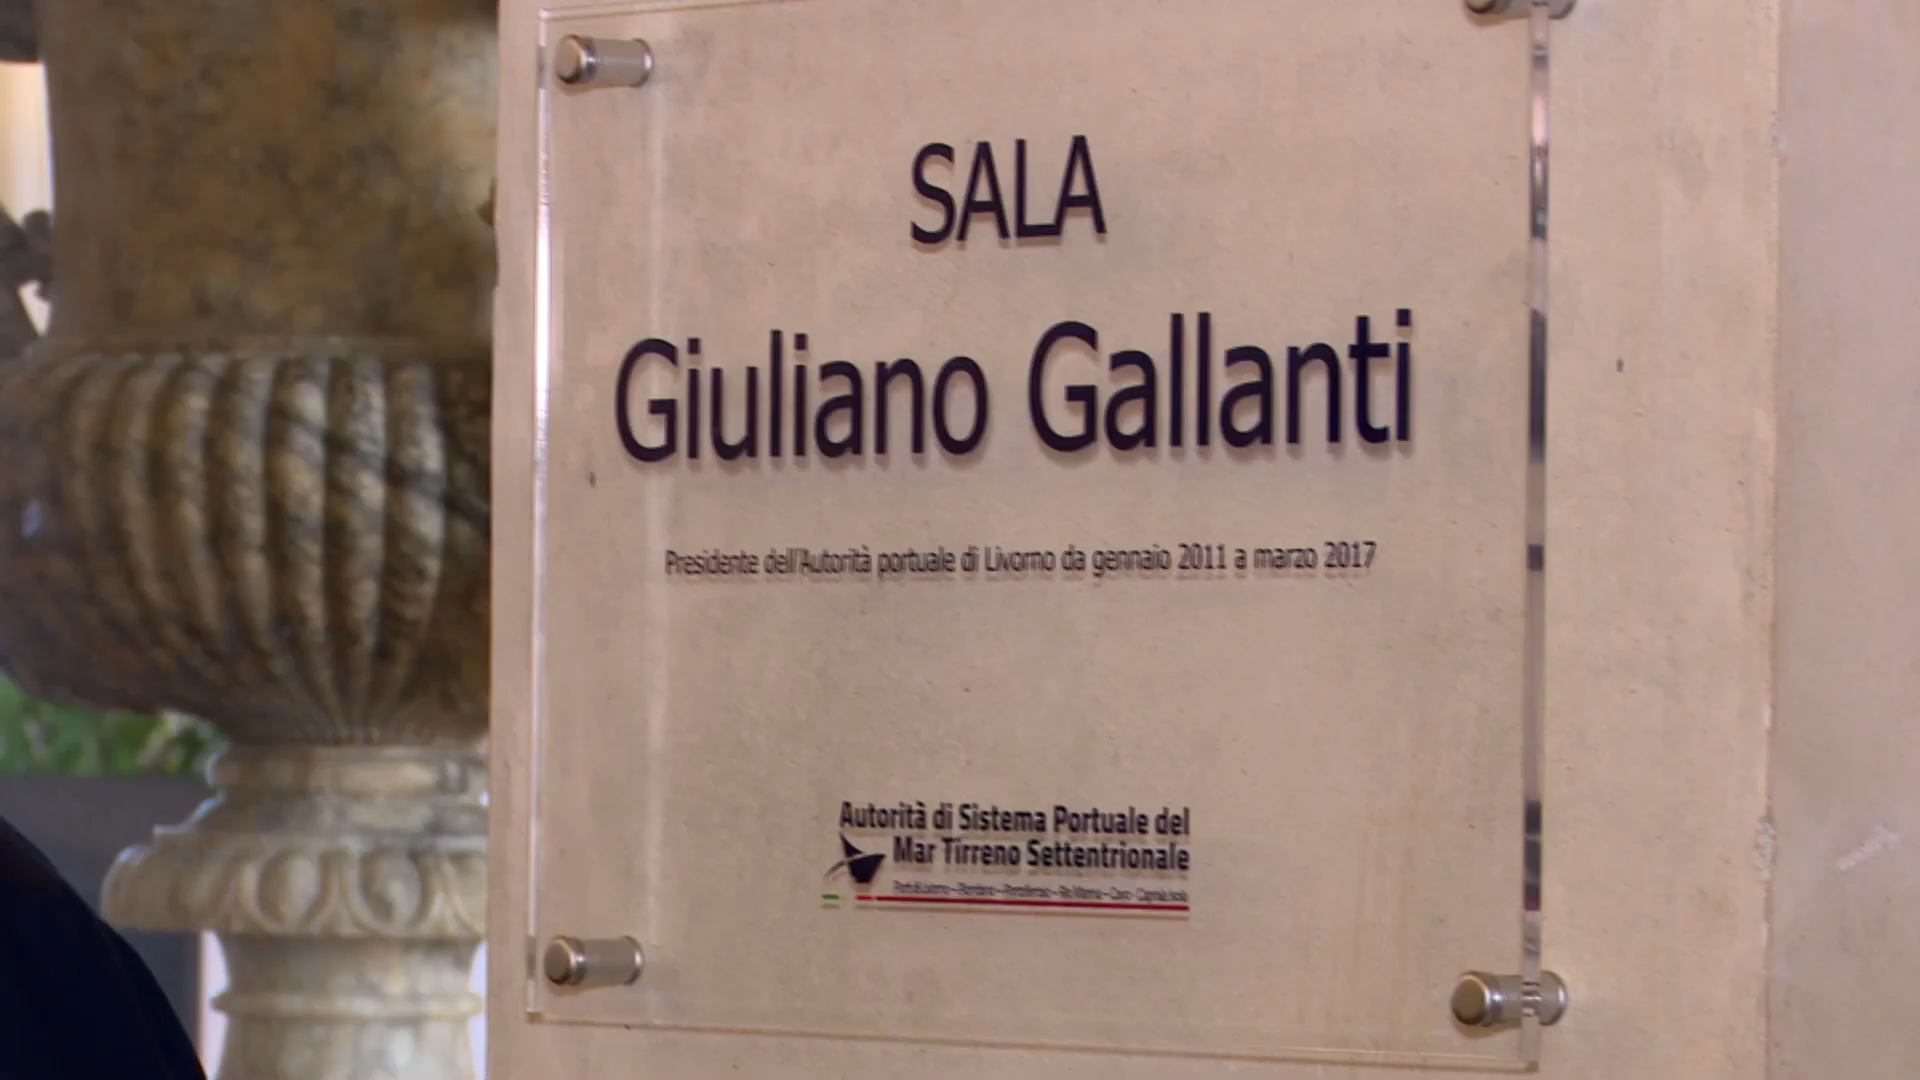 SALA
Giuliano Gallanti
Presidente dell'Autorità portuale di Livorno da gennaio 2011 a marzo 2017
Autorità di Sistema Portuale del
Mar Tirreno Settentrionale